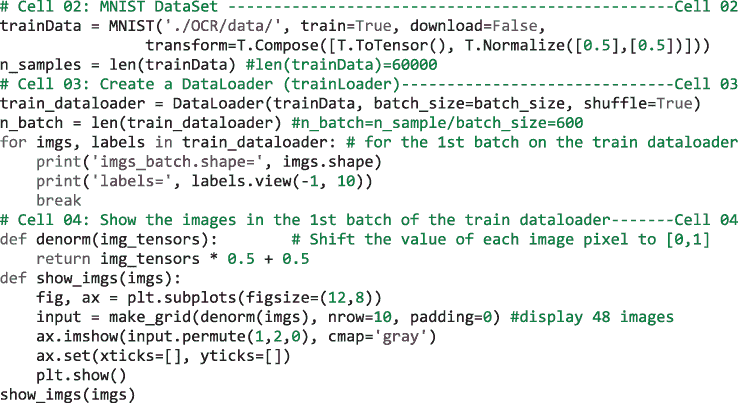 # Cell 02: MNIST DataSet --------------------------------------Cell 02
trainData = MNIST('./OCR/data/', train=True, download=False,
                transform=T.Compose([T.ToTensor(), T.Normalize([0.5],[0.5])]))
n_samples = len(trainData) #len(trainData)=60000
# Cell 03: Create a DataLoader (trainLoader)------------------------------Cell 03
train_dataloader = DataLoader(trainData, batch_size=batch_size, shuffle=True)
n_batch = len(train_dataloader) #n_batch=n_sample/batch_size=600
for imgs, labels in train_dataloader: # for the 1st batch on the train dataloader
    print('imgs_batch.shape=', imgs.shape)
    print('labels=', labels.view(-1, 10))
    break
# Cell 04: Show the images in the 1st batch of the train dataloader-------Cell 04
def denorm(img_tensors):        # Shift the value of each image pixel to [0,1]
    return img_tensors * 0.5 + 0.5
def show_imgs(imgs):
    fig, ax = plt.subplots(figsize=(12,8))
    input = make_grid(denorm(imgs), nrow=10, padding=0) #display 48 images
    ax.imshow(input.permute(1,2,0), cmap='gray')
    ax.set(xticks=[], yticks=[])
    plt.show()
show_imgs(imgs)